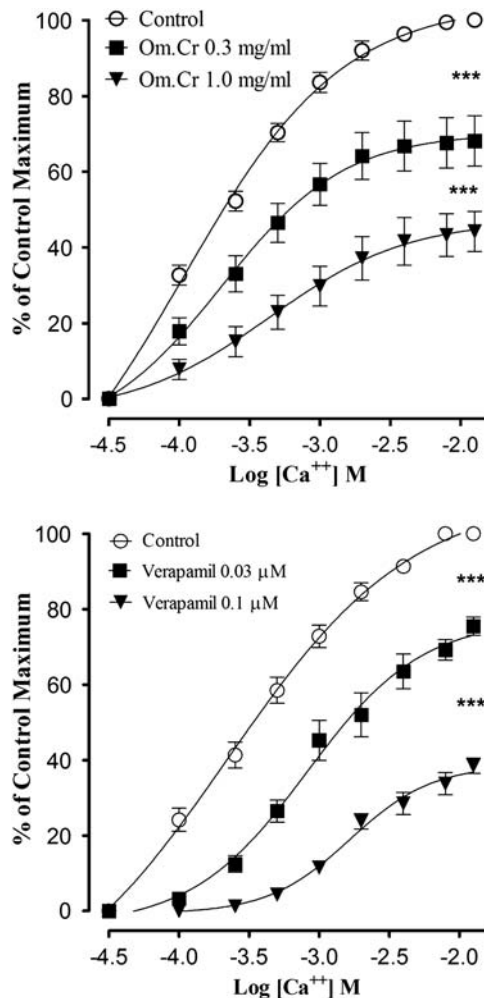 Control
Om.Cr 0.3 mg/ml
Om.Cr 1.0 mg/ml
***
***
% of Control Maximum
100
80
60
40
20
0
-4.5 -4.0 -3.5 -3.0 -2.5 -2.0
Log [Ca++] M
Control
Verapamil 0.03 µM
Verapamil 0.1 µM
***
***
% of Control Maximum
100
80
60
40
20
0
-4.5 -4.0 -3.5 -3.0 -2.5 -2.0
Log [Ca++] M